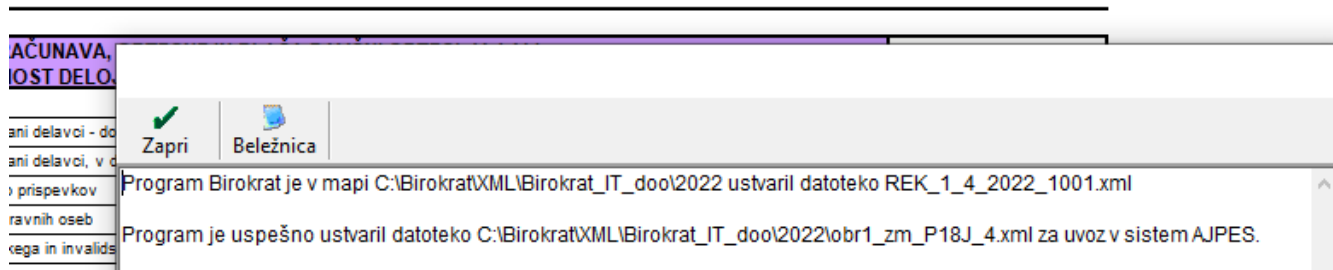 AČUNAVA,
OST DELOJ
Zapri
Beležnica
ani delavci - do
ani delavci, v d
prispevkov
ravnih oseb
kega in invalids
Program Birokrat je v mapi C:\Birokrat\XML\Birokrat_IT_doo\2022 ustvaril datoteko REK_1_4_2022_1001.xml
Program je uspešno ustvaril datoteko C:\Birokrat\XML\Birokrat_IT_doo\2022\obr1_zm_P18J_4.xml za uvoz v sistem AJPES.